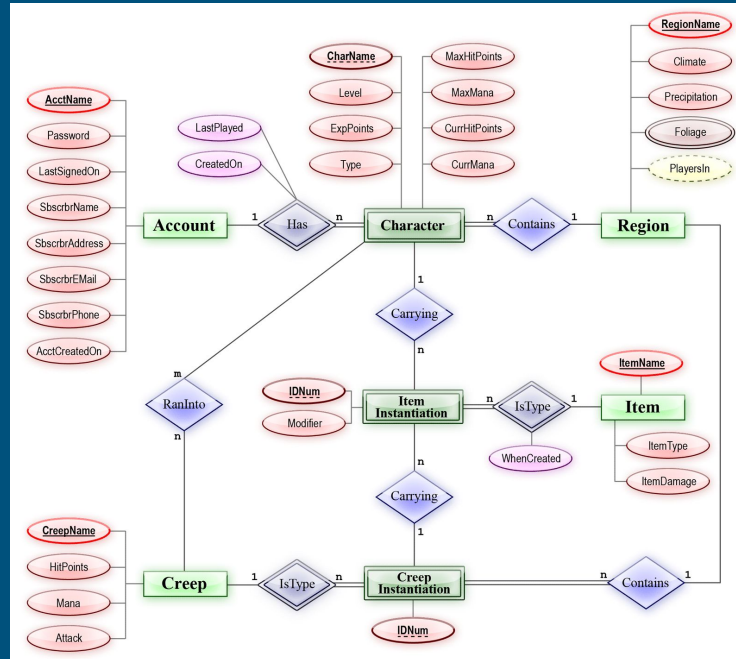 RegionName
Climate
Precipitation
Foliage
PlayersIn
CharName
Level
ExpPoints
Type
MaxHitPoints
MaxMana
CurrHitPoints
CurrMana
AcctName
Password
LastSignedOn
SbscrbrName
SbscrbrAddress
SbscrbrEMail
SbscrbrPhone
AcctCreatedOn
LastPlayed
CreatedOn
Account
1
Has
n
Character
n
Contains
1
Region
1
Carrying
n
m
RanInto
n
IDNum
Modifier
Item
Instantiation
n
IsType
1
WhenCreated
ItemName
Item
ItemType
ItemDamage
n
Carrying
1
CreepName
HitPoints
Mana
Attack
Creep
1
IsType
n
Creep
Instantiation
n
Contains
1
IDNum